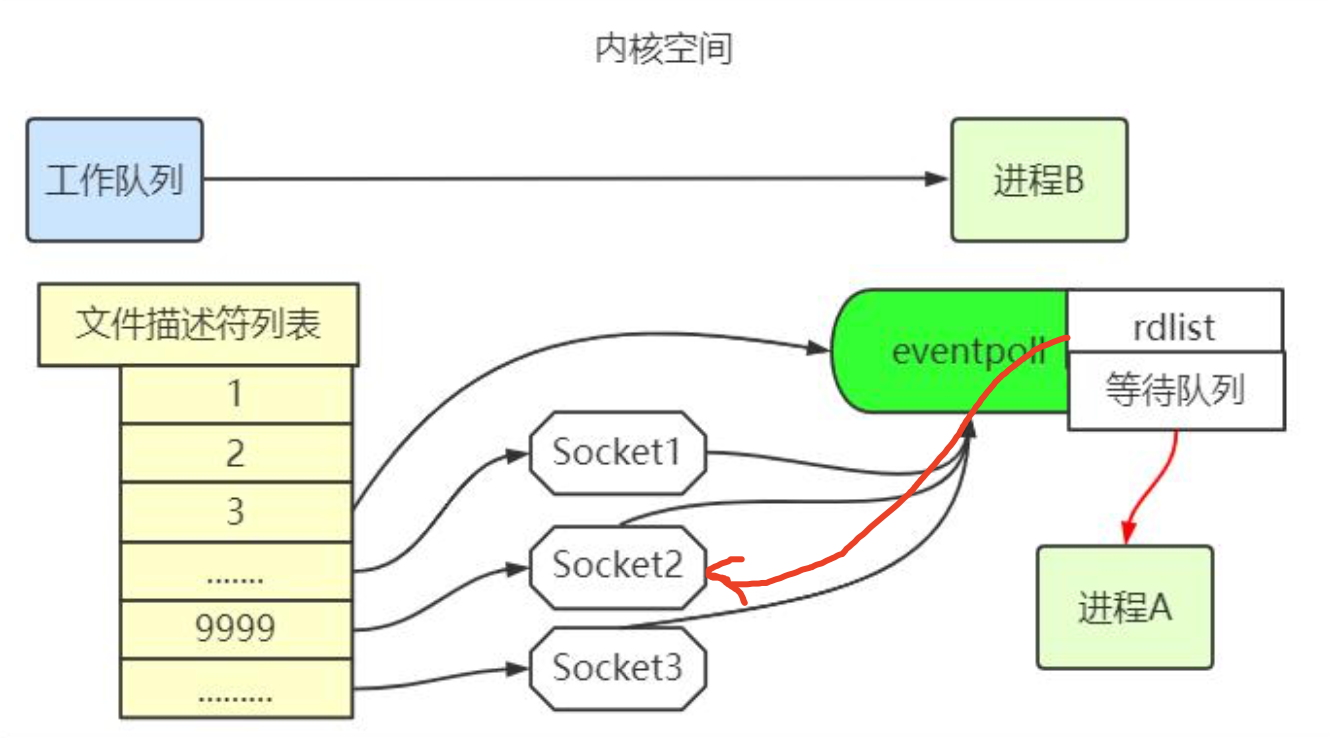 内核空间
工作队列
进程B
文件描述符列表
1
2
3
.......
9999
.........
Socket1
Socket2
Socket3
eventpoll
rdlist
等待队列
进程A